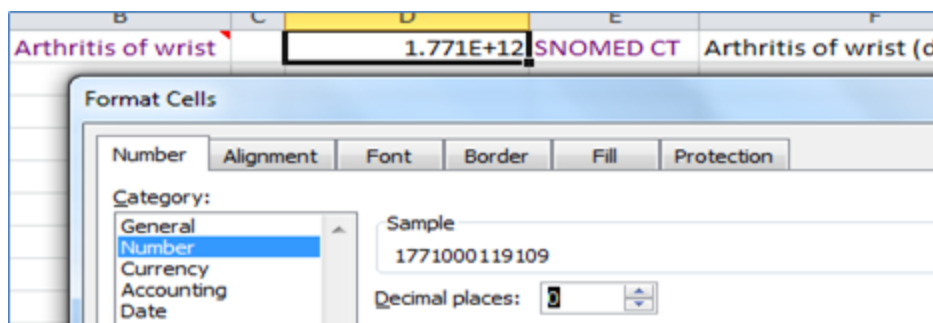 B C D E F
Arthritis of wrist 1.771E+12 SNOMED CT Arthritis of wrist (d
Format Cells
Number Alignment Font Border Fill Protection
Category:
General
Number
Currency
Accounting
Date
Sample
1771000119109
Decimal places: 0